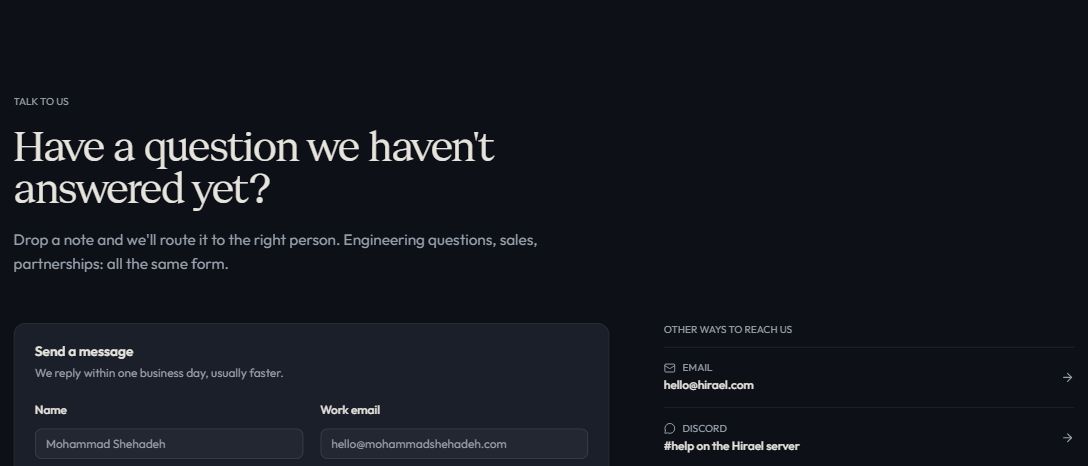 TALK TO US
Have a question we haven't
answered yet?
Drop a note and we'll route it to the right person. Engineering questions, sales,
partnerships: all the same form.
Send a message
We reply within one business day, usually faster.
Name
Work email
Mohammad Shehadeh
hello@mohammadshehadeh.com
OTHER WAYS TO REACH US
EMAIL
hello@hirael.com
DISCORD
#help on the Hirael server